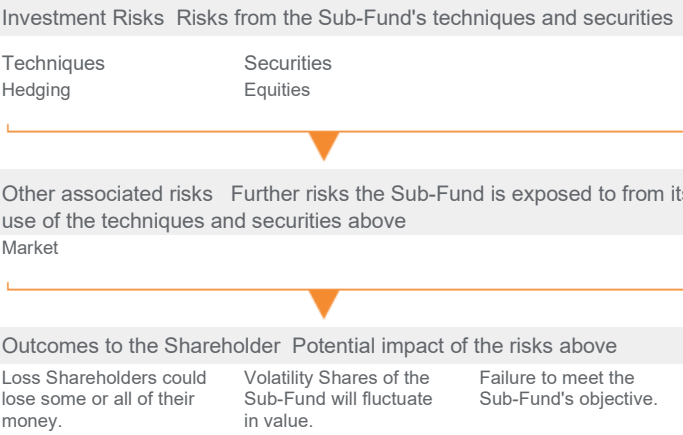 Investment Risks Risks from the Sub-Fund's techniques and securities
Techniques Securities
Hedging Equities
Other associated risks Further risks the Sub-Fund is exposed to from its
use of the techniques and securities above
Market
Outcomes to the Shareholder Potential impact of the risks above
Loss Shareholders could
lose some or all of their
money.
Volatility Shares of the
Sub-Fund will fluctuate
in value.
Failure to meet the
Sub-Fund's objective.